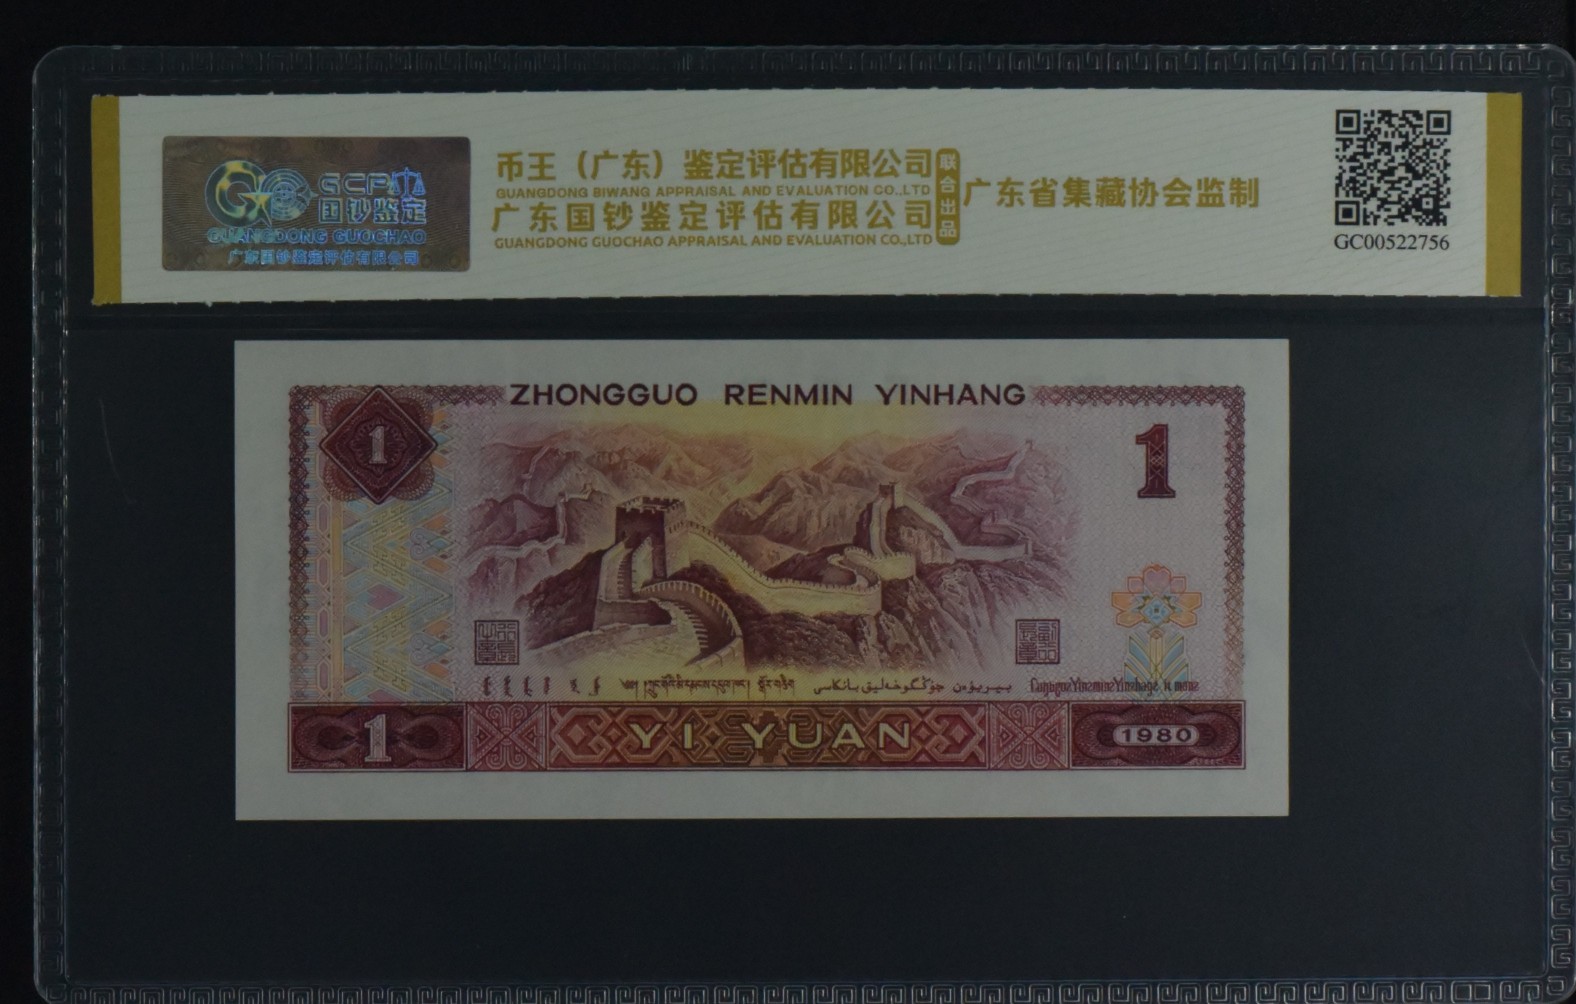 GCP
国钞鉴定
GUANGDONG GUOCHAO
广东国钞鉴定评估有限公司
币王（广东）鉴定评估有限公司
GUANGDONG BIWANG APPRAISAL AND EVALUATION CO.,LTD
广东国钞鉴定评估有限公司
GUANGDONG GUOCHAO APPRAISAL AND EVALUATION CO.,LTD
联合出品
广东省集藏协会监制
GC00522756
ZHONGGUO RENMIN YINHANG
1
1
1
YI YUAN
1980